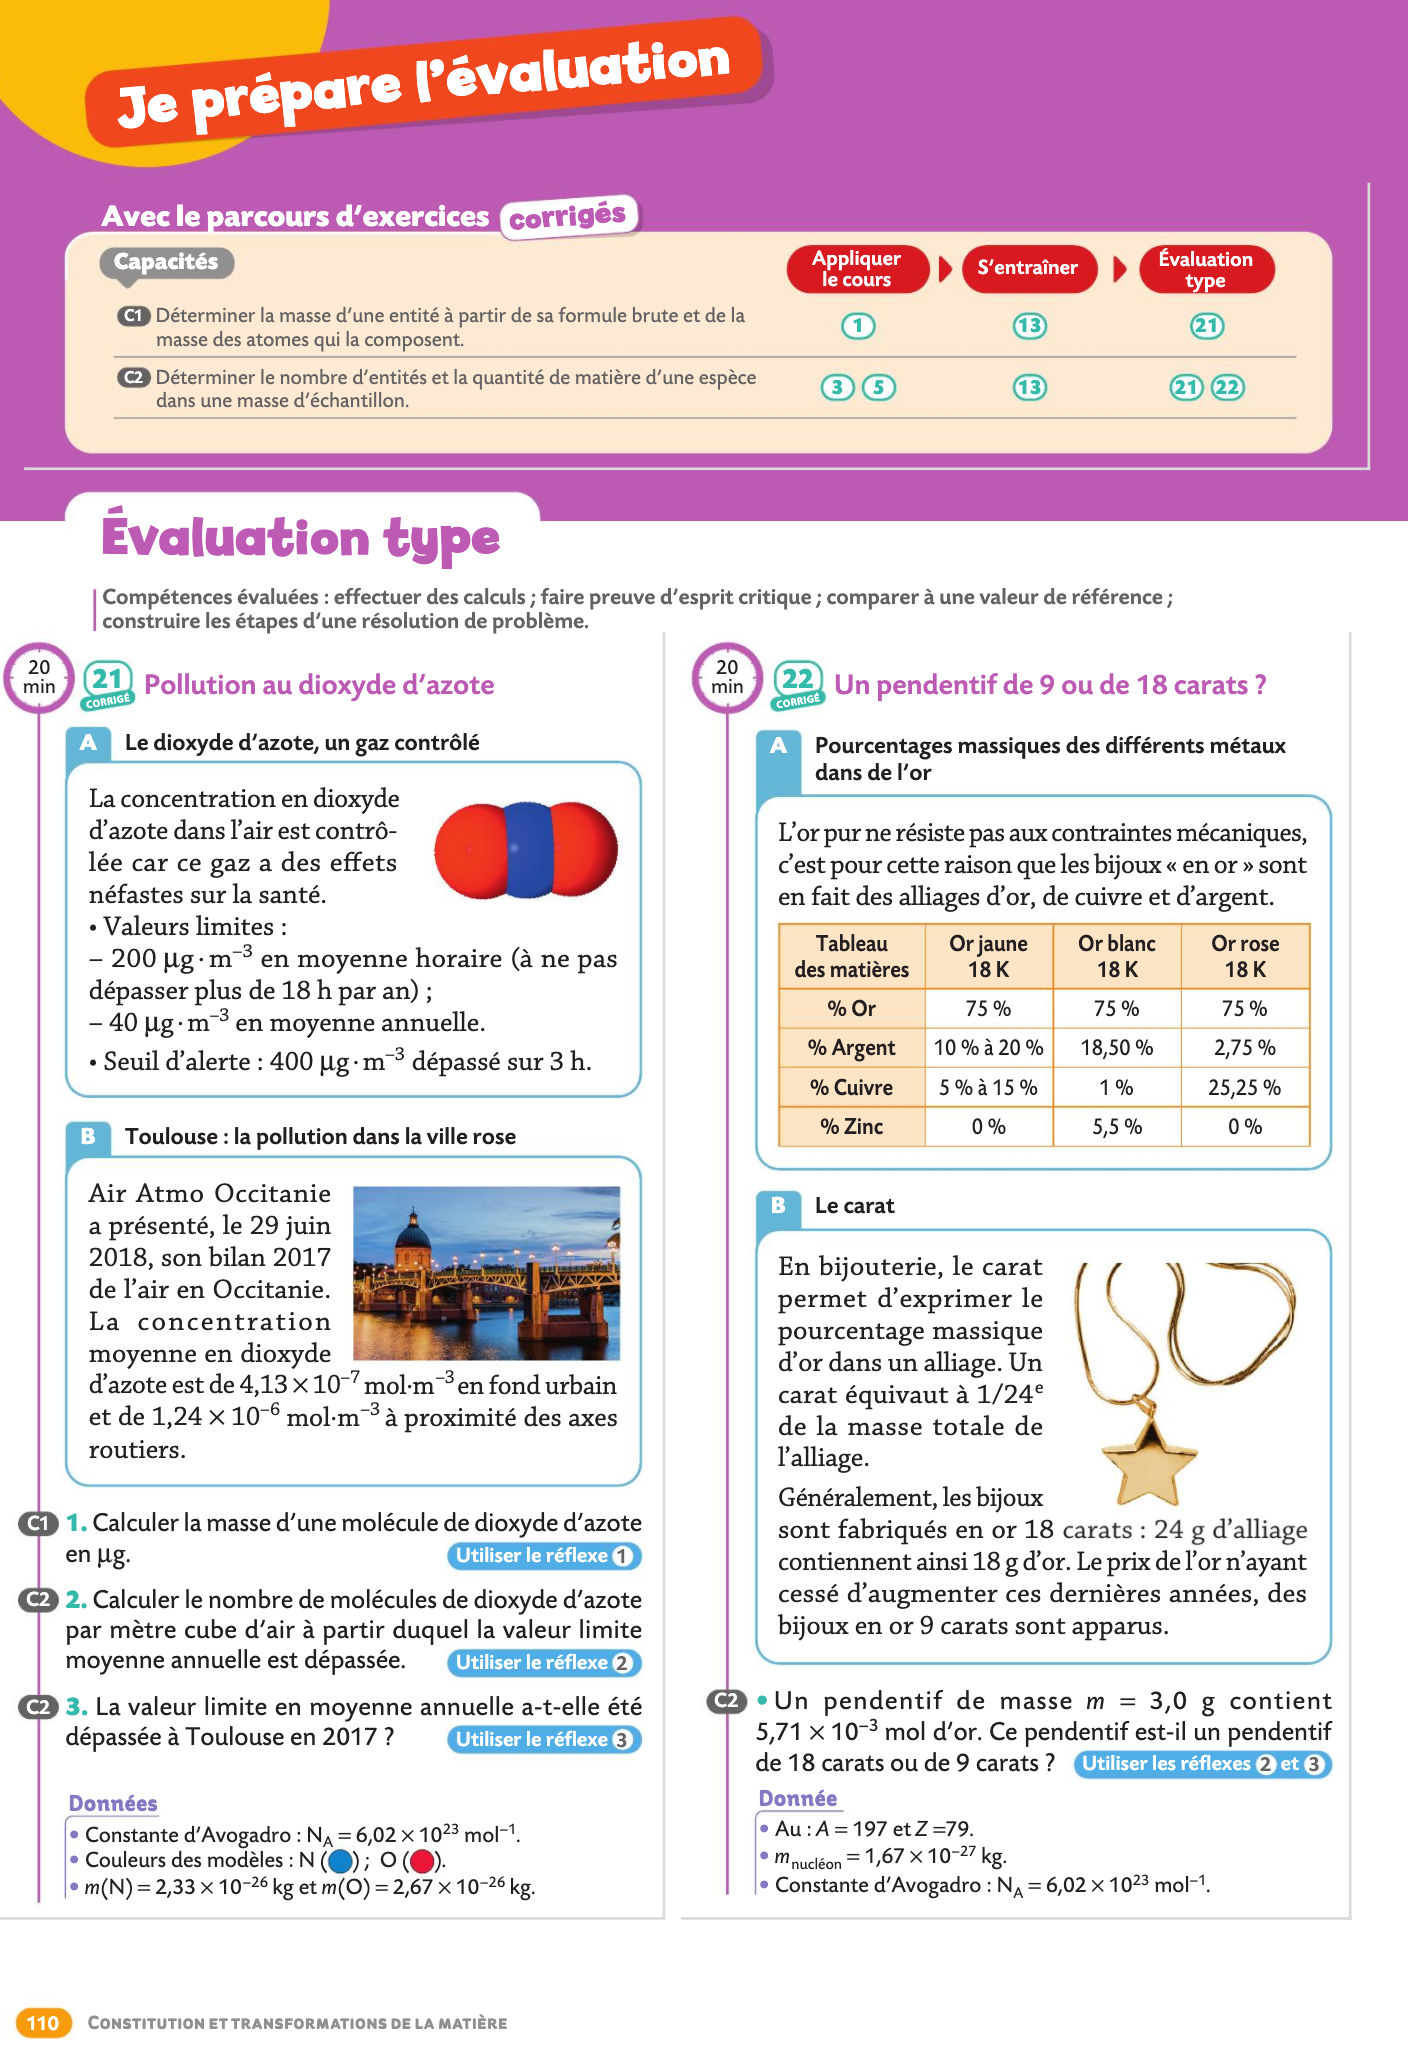 Je prépare l'évaluation
Avec le parcours d'exercices corrigés
Capacités
Appliquer
le cours
S'entraîner
Évaluation
type
C1 Déterminer la masse d'une entité à partir de sa formule brute et de la
masse des atomes qui la composent.
1
13
21
C2 Déterminer le nombre d'entités et la quantité de matière d'une espèce
dans une masse d'échantillon.
3 5
13
21 22
Évaluation type
Compétences évaluées : effectuer des calculs ; faire preuve d'esprit critique ; comparer à une valeur de référence ;
construire les étapes d'une résolution de problème.
20
min
21
CORRIGÉ
Pollution au dioxyde d'azote
A Le dioxyde d'azote, un gaz contrôlé
La concentration en dioxyde
d'azote dans l'air est contrô-
lée car ce gaz a des effets
néfastes sur la santé.
• Valeurs limites :
– 200 µg·m⁻³ en moyenne horaire (à ne pas
dépasser plus de 18 h par an) ;
– 40 µg·m⁻³ en moyenne annuelle.
• Seuil d'alerte : 400 µg·m⁻³ dépassé sur 3 h.
B Toulouse : la pollution dans la ville rose
Air Atmo Occitanie
a présenté, le 29 juin
2018, son bilan 2017
de l'air en Occitanie.
La concentration
moyenne en dioxyde
d'azote est de 4,13 × 10⁻⁷ mol·m⁻³ en fond urbain
et de 1,24 × 10⁻⁶ mol·m⁻³ à proximité des axes
routiers.
C1 1. Calculer la masse d'une molécule de dioxyde d'azote
en µg. Utiliser le réflexe 1
C2 2. Calculer le nombre de molécules de dioxyde d'azote
par mètre cube d'air à partir duquel la valeur limite
moyenne annuelle est dépassée. Utiliser le réflexe 2
C2 3. La valeur limite en moyenne annuelle a-t-elle été
dépassée à Toulouse en 2017 ? Utiliser le réflexe 3
Données
• Constante d'Avogadro : N_A = 6,02 × 10²³ mol⁻¹.
• Couleurs des modèles : N ( ) ; O ( ).
• m(N) = 2,33 × 10⁻²⁶ kg et m(O) = 2,67 × 10⁻²⁶ kg.
20
min
22
CORRIGÉ
Un pendentif de 9 ou de 18 carats ?
A Pourcentages massiques des différents métaux
dans de l'or
L'or pur ne résiste pas aux contraintes mécaniques,
c'est pour cette raison que les bijoux « en or » sont
en fait des alliages d'or, de cuivre et d'argent.
Tableau
des matières
Or jaune
18 K
Or blanc
18 K
Or rose
18 K
% Or 75 % 75 % 75 %
% Argent 10 % à 20 % 18,50 % 2,75 %
% Cuivre 5 % à 15 % 1 % 25,25 %
% Zinc 0 % 5,5 % 0 %
B Le carat
En bijouterie, le carat
permet d'exprimer le
pourcentage massique
d'or dans un alliage. Un
carat équivaut à 1/24ᵉ
de la masse totale de
l'alliage.
Généralement, les bijoux
sont fabriqués en or 18 carats : 24 g d'alliage
contiennent ainsi 18 g d'or. Le prix de l'or n'ayant
cessé d'augmenter ces dernières années, des
bijoux en or 9 carats sont apparus.
C2 • Un pendentif de masse m = 3,0 g contient
5,71 × 10⁻³ mol d'or. Ce pendentif est-il un pendentif
de 18 carats ou de 9 carats ? Utiliser les réflexes 2 et 3
Donnée
• Au : A = 197 et Z =79.
• m_nucléon = 1,67 × 10⁻²⁷ kg.
• Constante d'Avogadro : N_A = 6,02 × 10²³ mol⁻¹.
110 CONSTITUTION ET TRANSFORMATIONS DE LA MATIÈRE